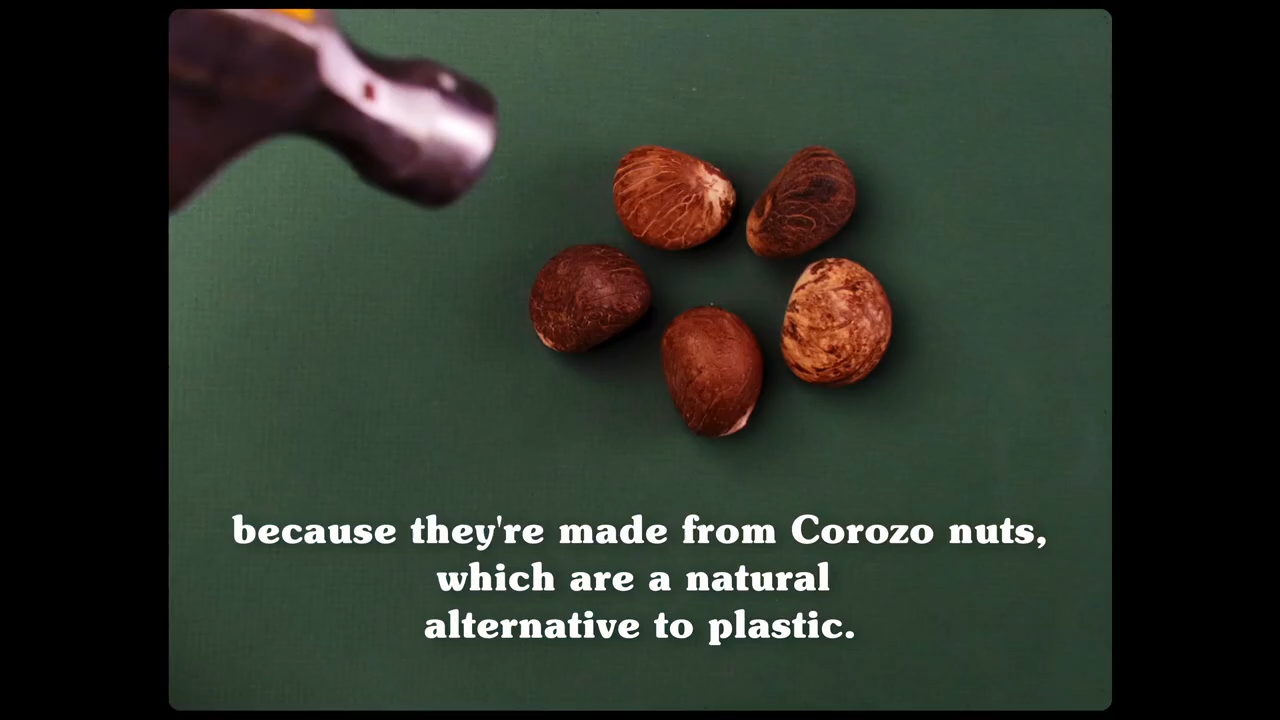 because they're made from Corozo nuts,
which are a natural
alternative to plastic.